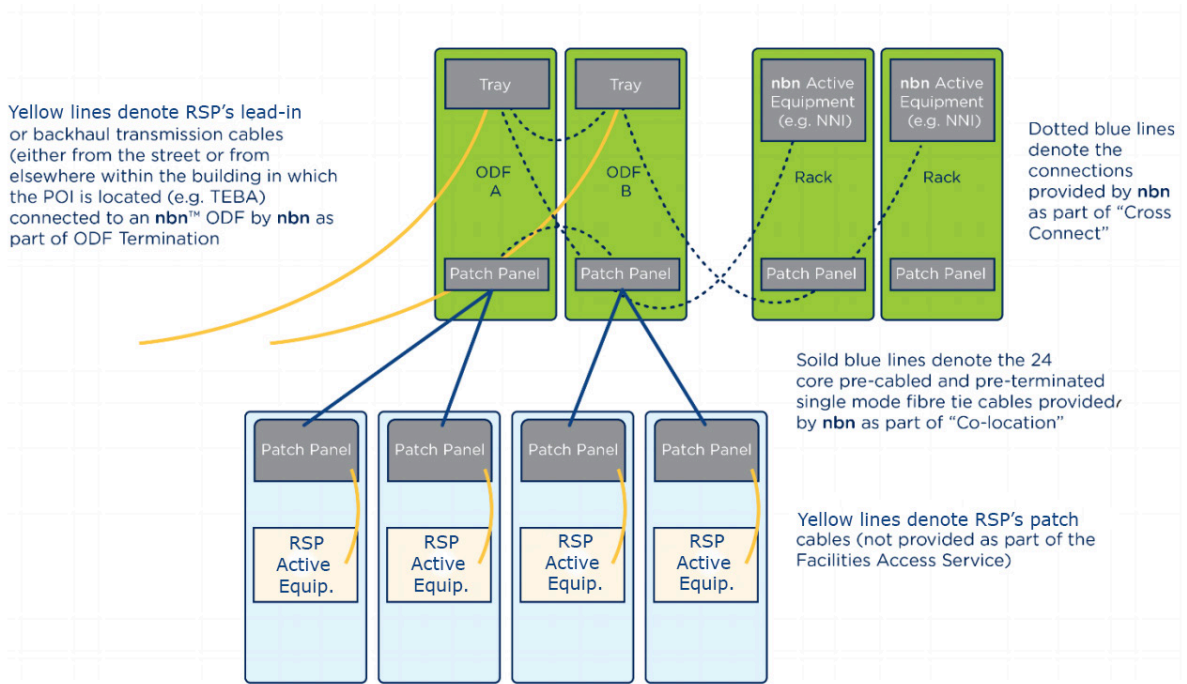 Tray
Tray
nbn Active
Equipment
(e.g. NNI)
nbn Active
Equipment
(e.g. NNI)
Yellow lines denote RSP's lead-in
or backhaul transmission cables
(either from the street or from
elsewhere within the building in which
the POI is located (e.g. TEBA)
connected to an nbn™ ODF by nbn as
part of ODF Termination
ODF
A
ODF
B
Rack
Rack
Dotted blue lines
denote the
connections
provided by nbn
as part of “Cross
Connect”
Patch Panel
Patch Panel
Patch Panel
Patch Panel
Soild blue lines denote the 24
core pre-cabled and pre-terminated
single mode fibre tie cables provided
by nbn as part of “Co-location”
Patch Panel
Patch Panel
Patch Panel
Patch Panel
RSP
Active
Equip.
RSP
Active
Equip.
RSP
Active
Equip.
RSP
Active
Equip.
Yellow lines denote RSP's patch
cables (not provided as part of the
Facilities Access Service)